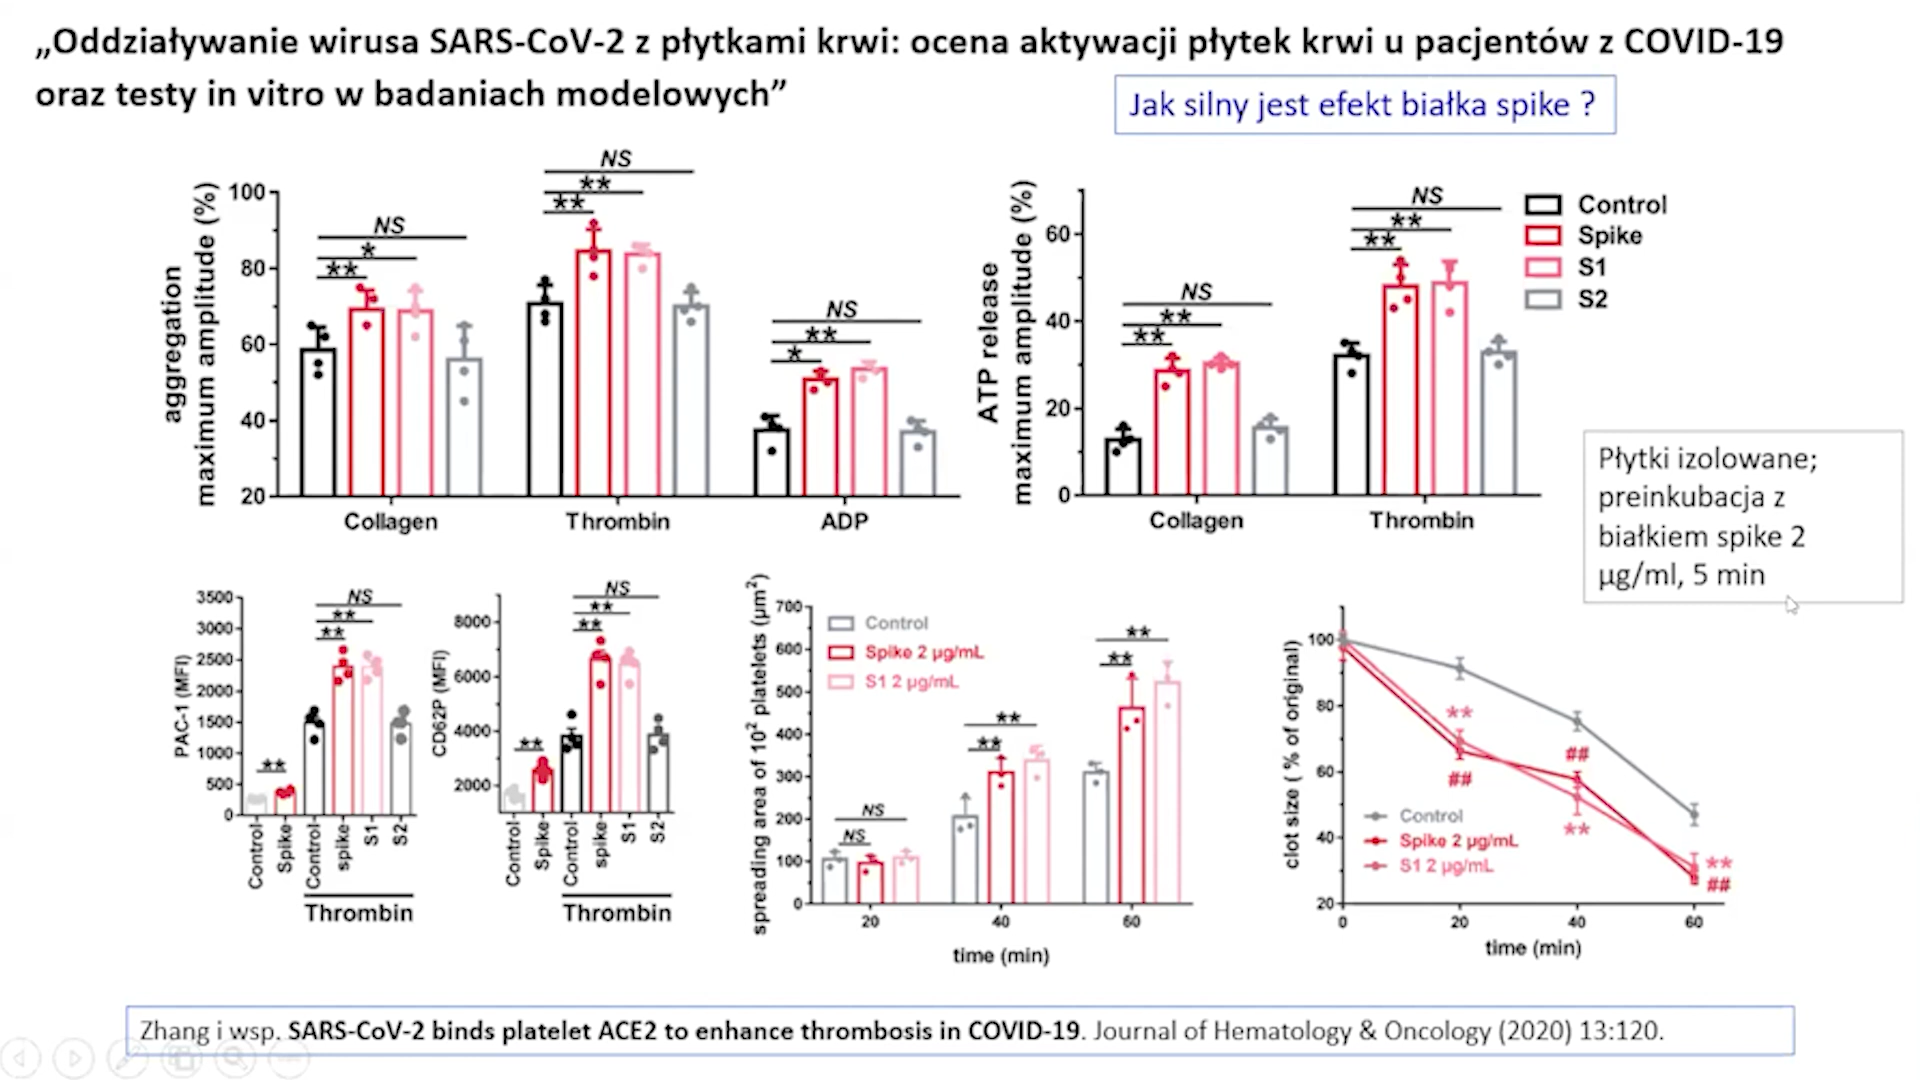 „Oddziaływanie wirusa SARS-CoV-2 z płytkami krwi: ocena aktywacji płytek krwi u pacjentów z COVID-19
oraz testy in vitro w badaniach modelowych”
Jak silny jest efekt białka spike ?
aggregation
maximum amplitude (%)
100
80
60
40
20
NS
*
**
NS
**
**
NS
**
*
Collagen
Thrombin
ADP
ATP release
maximum amplitude (%)
60
40
20
0
NS
**
**
NS
**
**
Collagen
Thrombin
Control
Spike
S1
S2
Płytki izolowane;
preinkubacja z
białkiem spike 2
µg/ml, 5 min
PAC-1 (MFI)
3500
3000
2500
2000
1500
1000
500
0
NS
**
**
**
Control
Spike
Control
spike
S1
S2
Thrombin
CD62P (MFI)
8000
6000
4000
2000
NS
**
**
**
Control
Spike
Control
spike
S1
S2
Thrombin
spreading area of 10² platelets (µm²)
700
600
500
400
300
200
100
0
Control
Spike 2 µg/mL
S1 2 µg/mL
NS
NS
**
**
**
**
20
40
60
time (min)
clot size ( % of original)
100
80
60
40
20
**
##
##
**
**
##
Control
Spike 2 µg/mL
S1 2 µg/mL
0
20
40
60
time (min)
Zhang i wsp. SARS-CoV-2 binds platelet ACE2 to enhance thrombosis in COVID-19. Journal of Hematology & Oncology (2020) 13:120.